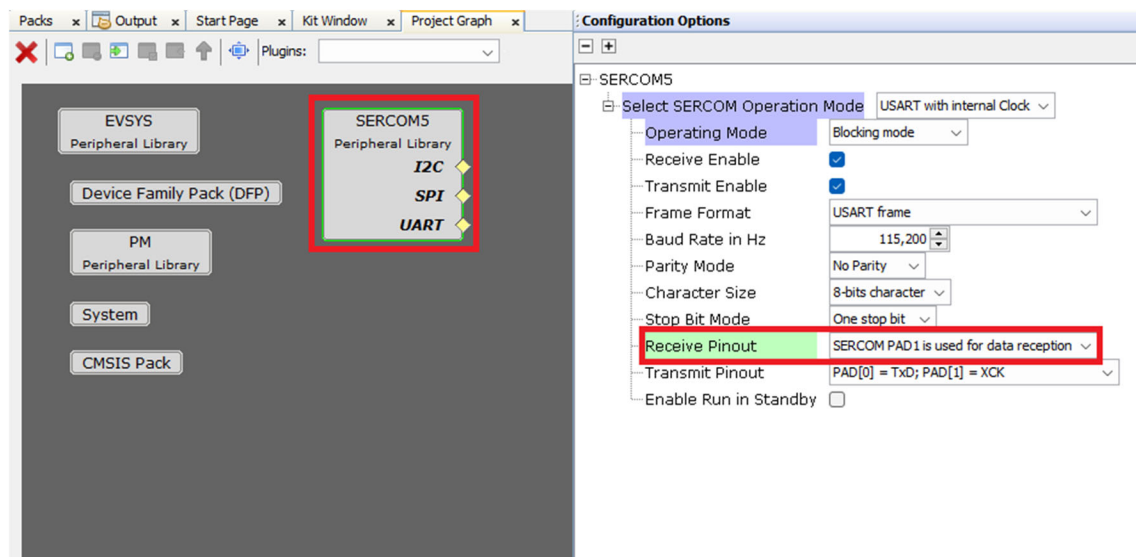 Packs x Output x Start Page x Kit Window x Project Graph x
Plugins:
EVSYS
Peripheral Library
Device Family Pack (DFP)
PM
Peripheral Library
System
CMSIS Pack
SERCOM5
Peripheral Library
I2C
SPI
UART
Configuration Options
SERCOM5
Select SERCOM Operation Mode USART with internal Clock
Operating Mode Blocking mode
Receive Enable
Transmit Enable
Frame Format USART frame
Baud Rate in Hz 115,200
Parity Mode No Parity
Character Size 8-bits character
Stop Bit Mode One stop bit
Receive Pinout SERCOM PAD1 is used for data reception
Transmit Pinout PAD[0] = TxD; PAD[1] = XCK
Enable Run in Standby